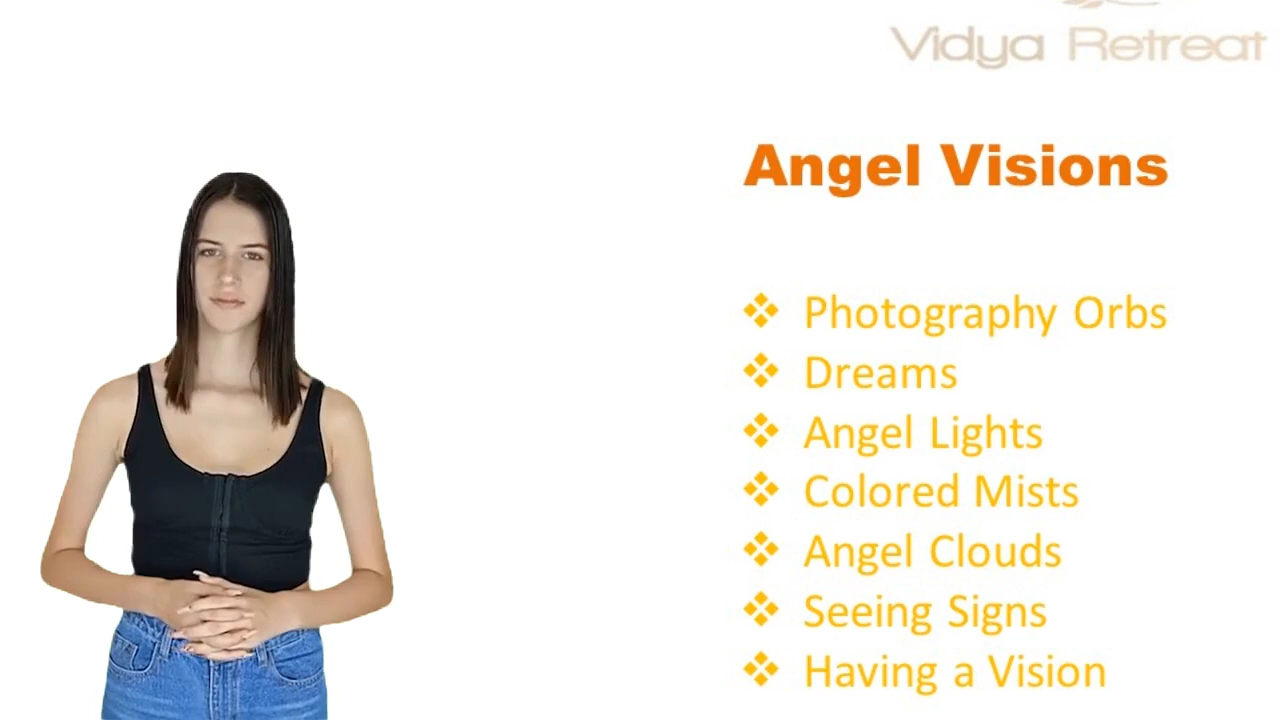 Vidya Retreat
Angel Visions
Photography Orbs
Dreams
Angel Lights
Colored Mists
Angel Clouds
Seeing Signs
Having a Vision